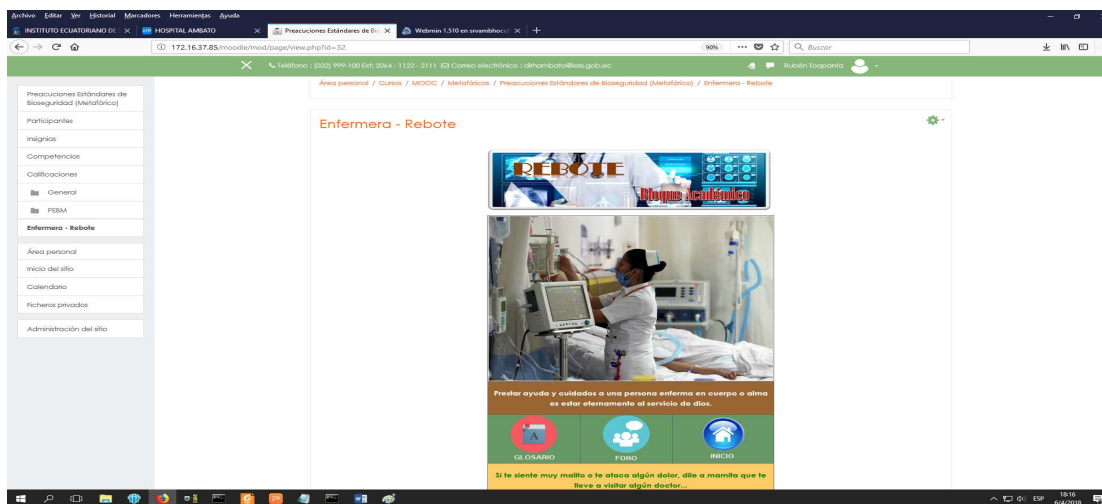 Archivo Editar Ver Historial Marcadores Herramientas Ayuda
INSTITUTO ECUATORIANO DE
HOSPITAL AMBATO
Preacuciones Estándares de Bio
Webmin 1.510 en srvambhoco
172.16.37.85/moodle/mod/page/view.php?id=32
90%
Buscar
Teléfono : (032) 999-100 Ext: 2064 - 1122 - 2111 Correo electrónico : dirhambato@iess.gob.ec
Rubén Toapanta
Área personal / Cursos / MOOC / Metafóricos / Preacuciones Estándares de Bioseguridad (Metafórico) / Enfermera - Rebote
Preacuciones Estándares de
Bioseguridad (Metafórico)
Participantes
Insignias
Competencias
Calificaciones
General
PEBM
Enfermera - Rebote
Área personal
Inicio del sitio
Calendario
Ficheros privados
Administración del sitio
Enfermera - Rebote
REBOTE
Bloque Académico
Prestar ayuda y cuidados a una persona enferma en cuerpo o alma
es estar eternamente al servicio de dios.
A
GLOSARIO
FORO
INICIO
Si te siente muy malito o te ataca algún dolor, dile a mamita que te
lleve a visitar algún doctor...
ESP
18:16
6/4/2018